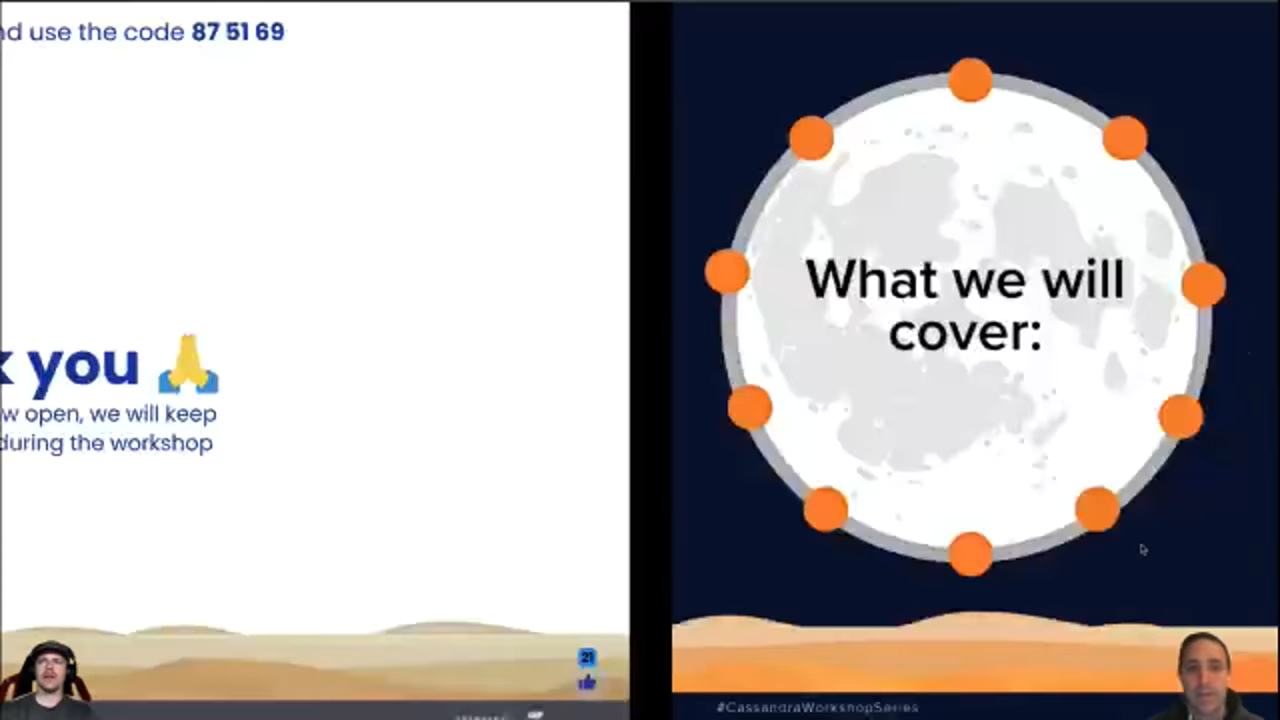 nd use the code 87 51 69
k you
w open, we will keep
during the workshop
21
What we will
cover:
#CassandraWorkshopSeries